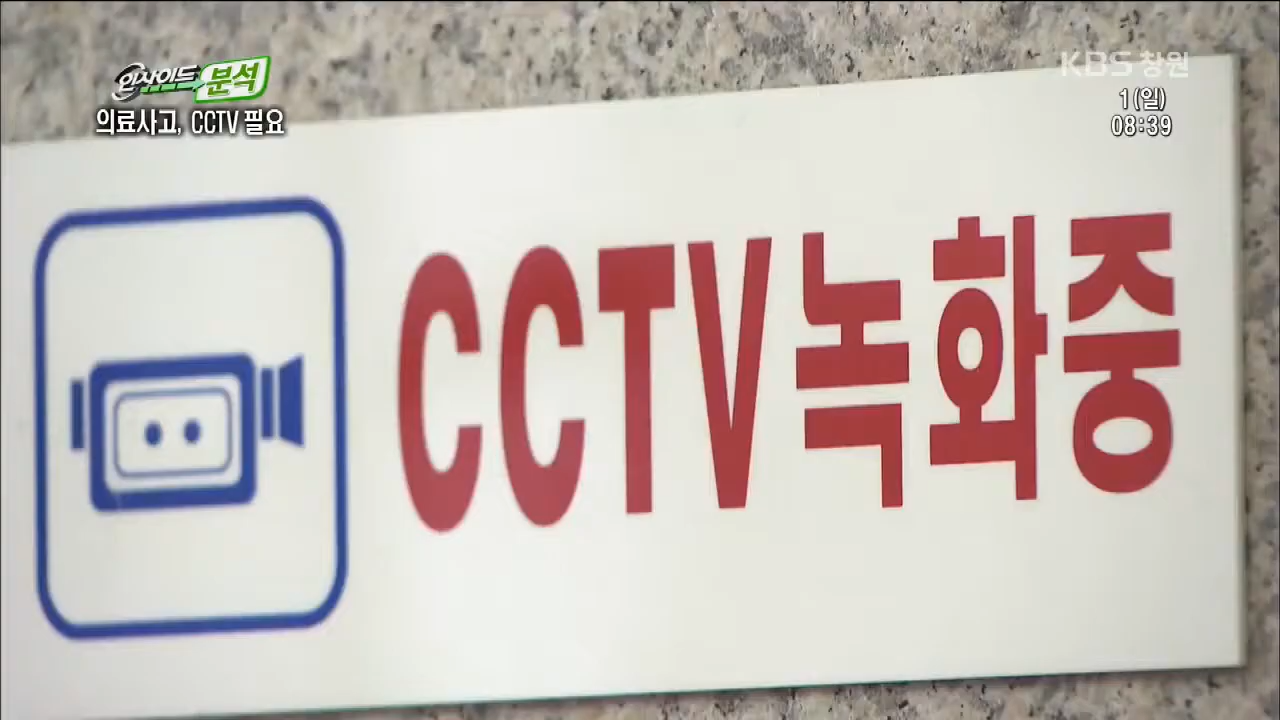 인사이드 분석
의료사고, CCTV 필요
KBS 창원
1(일)
08:39
CCTV녹화중